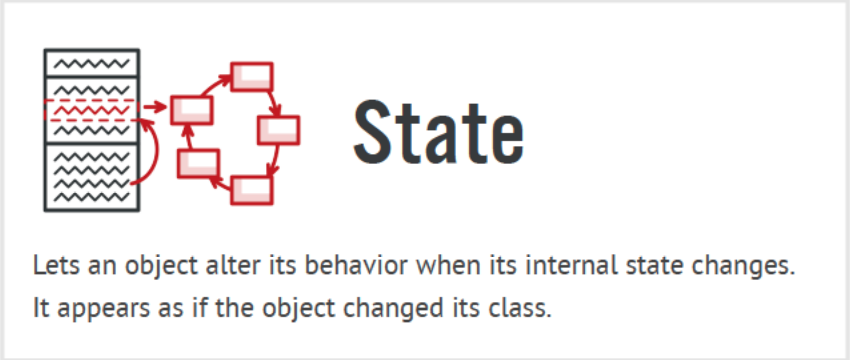 State
Lets an object alter its behavior when its internal state changes.
It appears as if the object changed its class.